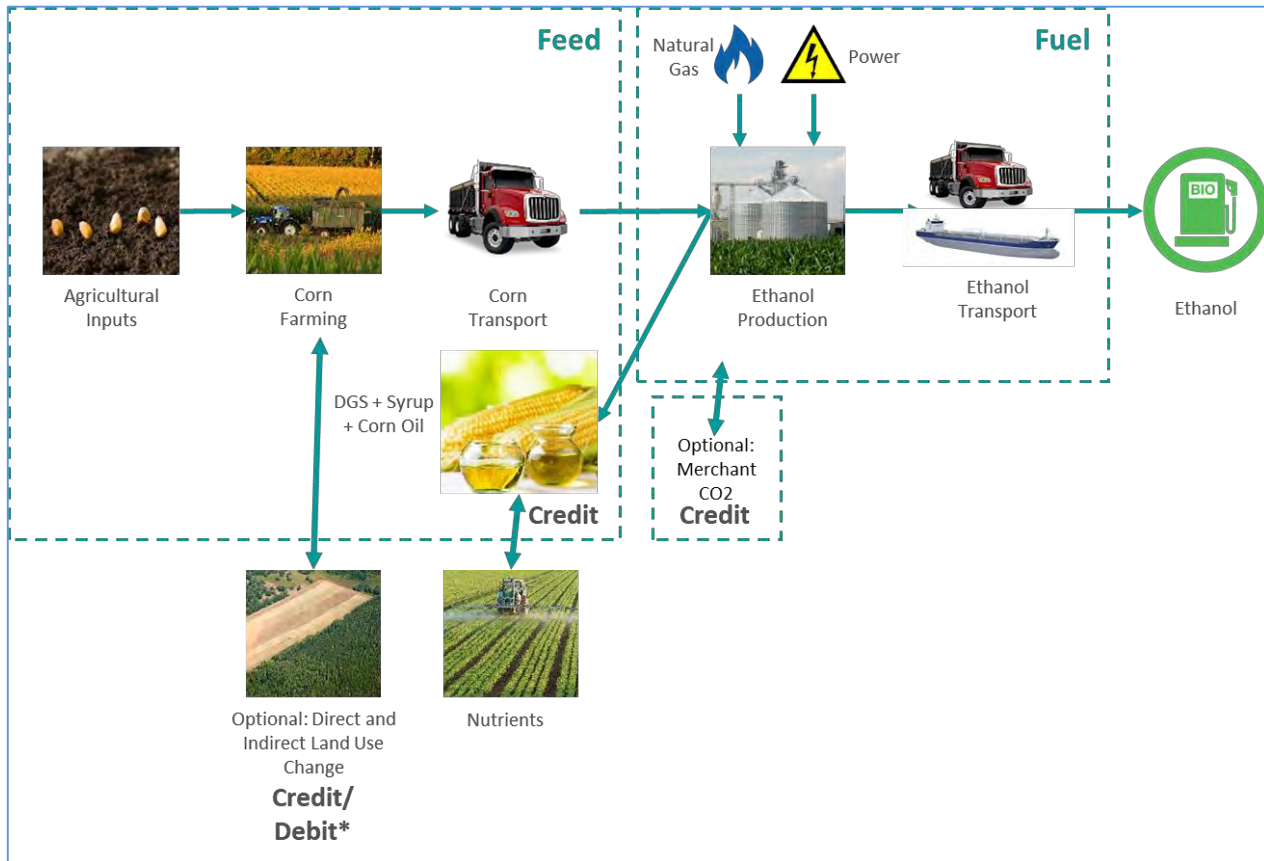 Feed
Natural
Gas
Power
Fuel
Agricultural
Inputs
Corn
Farming
Corn
Transport
Ethanol
Production
Ethanol
Transport
BIO
Ethanol
DGS + Syrup
+ Corn Oil
Credit
Optional:
Merchant
CO2
Credit
Optional: Direct and
Indirect Land Use
Change
Credit/
Debit*
Nutrients